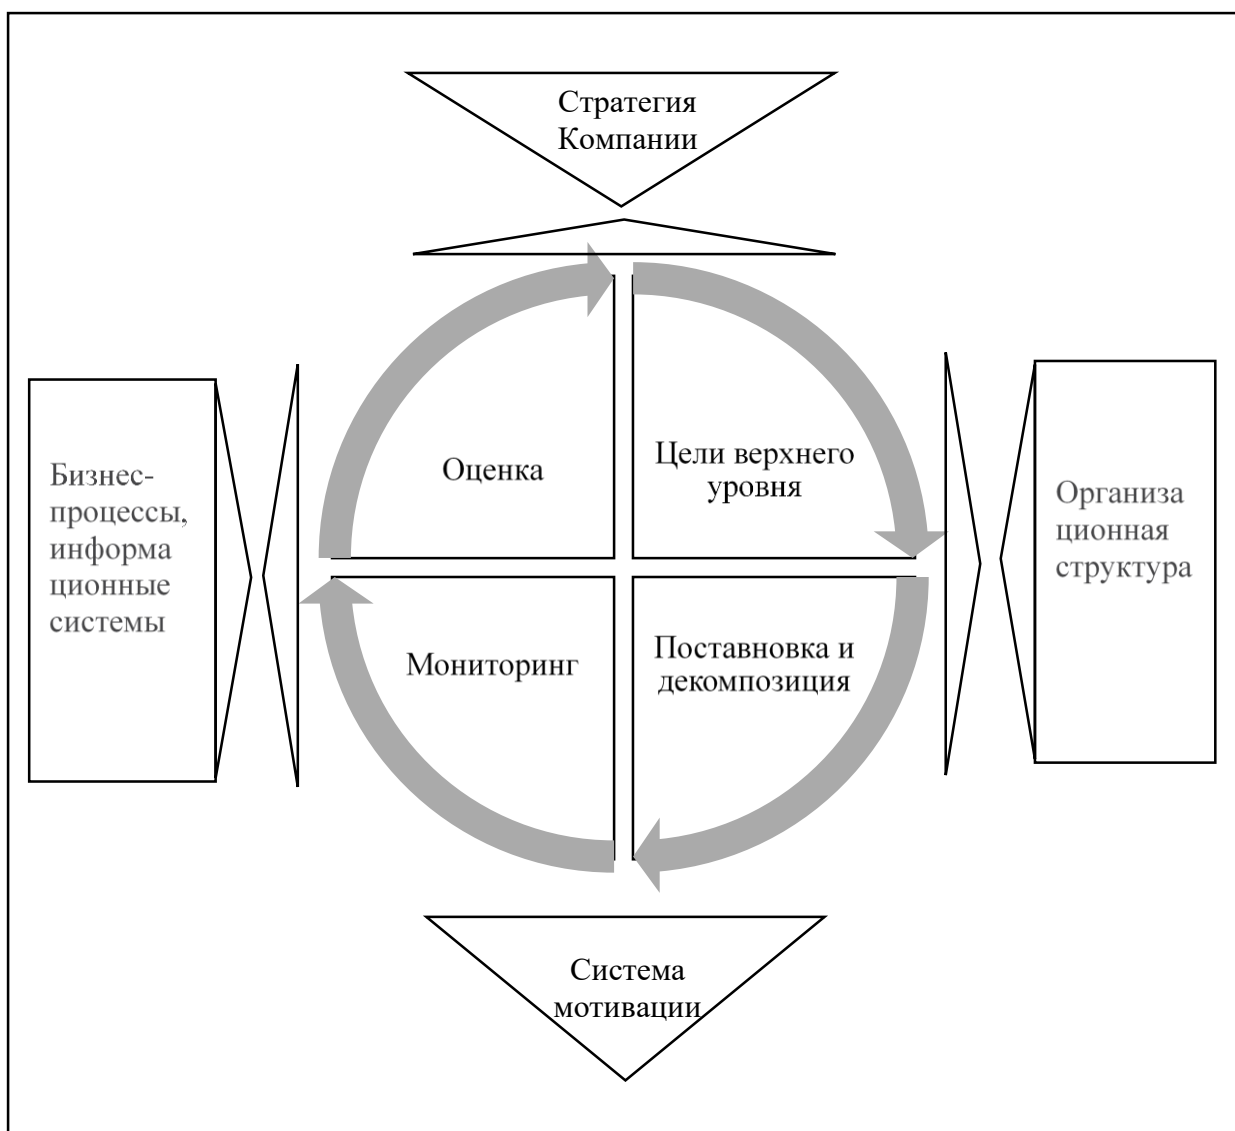 Стратегия
Компании
Оценка
Цели верхнего
уровня
Бизнес-
процессы,
информа
ционные
системы
Организа
ционная
структура
Мониторинг
Поставновка и
декомпозиция
Система
мотивации